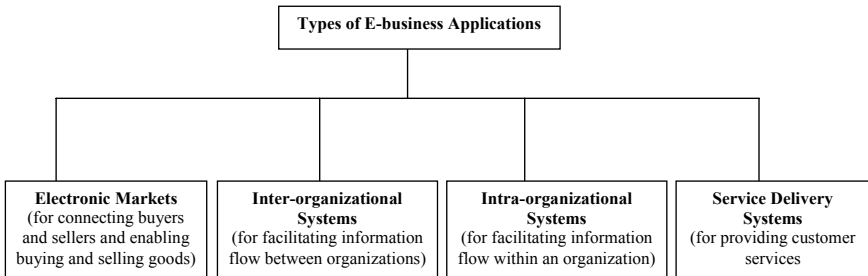 Types of E-business Applications
Electronic Markets
(for connecting buyers
and sellers and enabling
buying and selling goods)
Inter-organizational
Systems
(for facilitating information
flow between organizations)
Intra-organizational
Systems
(for facilitating information
flow within an organization)
Service Delivery
Systems
(for providing customer
services